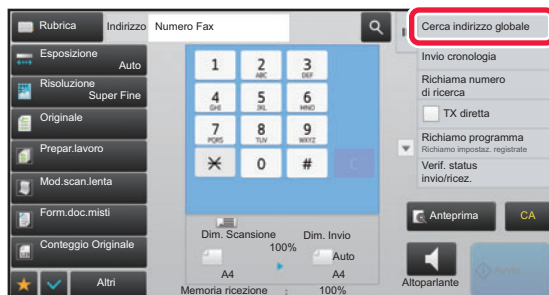 Rubrica
Indirizzo
Numero Fax
Cerca indirizzo globale
Esposizione
Auto
Risoluzione
Super Fine
Originale
Prepar.lavoro
Mod.scan.lenta
Form.doc.misti
Conteggio Originale
Altri
1
2
ABC
3
DEF
4
GHI
5
JKL
6
MNO
7
PQRS
8
TUV
9
WXYZ
0
#
C
Dim. Scansione
Dim. Invio
100%
Auto
A4
A4
Memoria ricezione : 100%
Invio cronologia
Richiama numero
di ricerca
TX diretta
Richiamo programma
Richiamo impostaz. registrate
Verif. status
invio/ricez.
Anteprima
CA
Altoparlante
Avvio